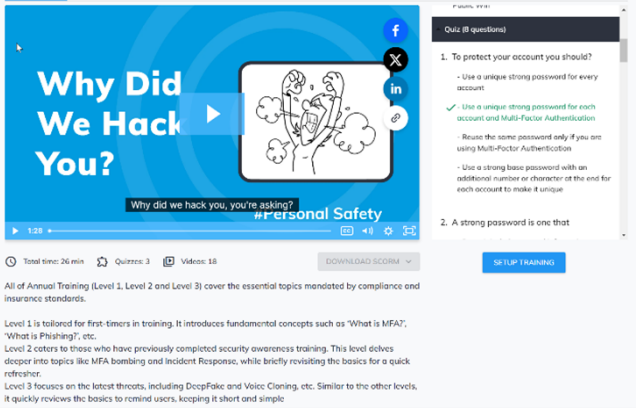 Public Wifi
Quiz (8 questions)
Why Did
We Hack
You?
Why did we hack you, you're asking?
#Personal Safety
1:28
CC
1. To protect your account you should?
- Use a unique strong password for every
account
- Use a unique strong password for each
account and Multi-Factor Authentication
- Reuse the same password only if you are
using Multi-Factor Authentication
- Use a strong base password with an
additional number or character at the end for
each account to make it unique
2. A strong password is one that
Total time: 26 min
Quizzes: 3
Videos: 18
DOWNLOAD SCORM
SETUP TRAINING
All of Annual Training (Level 1, Level 2 and Level 3) cover the essential topics mandated by compliance and
insurance standards.
Level 1 is tailored for first-timers in training. It introduces fundamental concepts such as 'What is MFA?',
'What is Phishing?', etc.
Level 2 caters to those who have previously completed security awareness training. This level delves
deeper into topics like MFA bombing and Incident Response, while briefly revisiting the basics for a quick
refresher.
Level 3 focuses on the latest threats, including DeepFake and Voice Cloning, etc. Similar to the other levels,
it quickly reviews the basics to remind users, keeping it short and simple